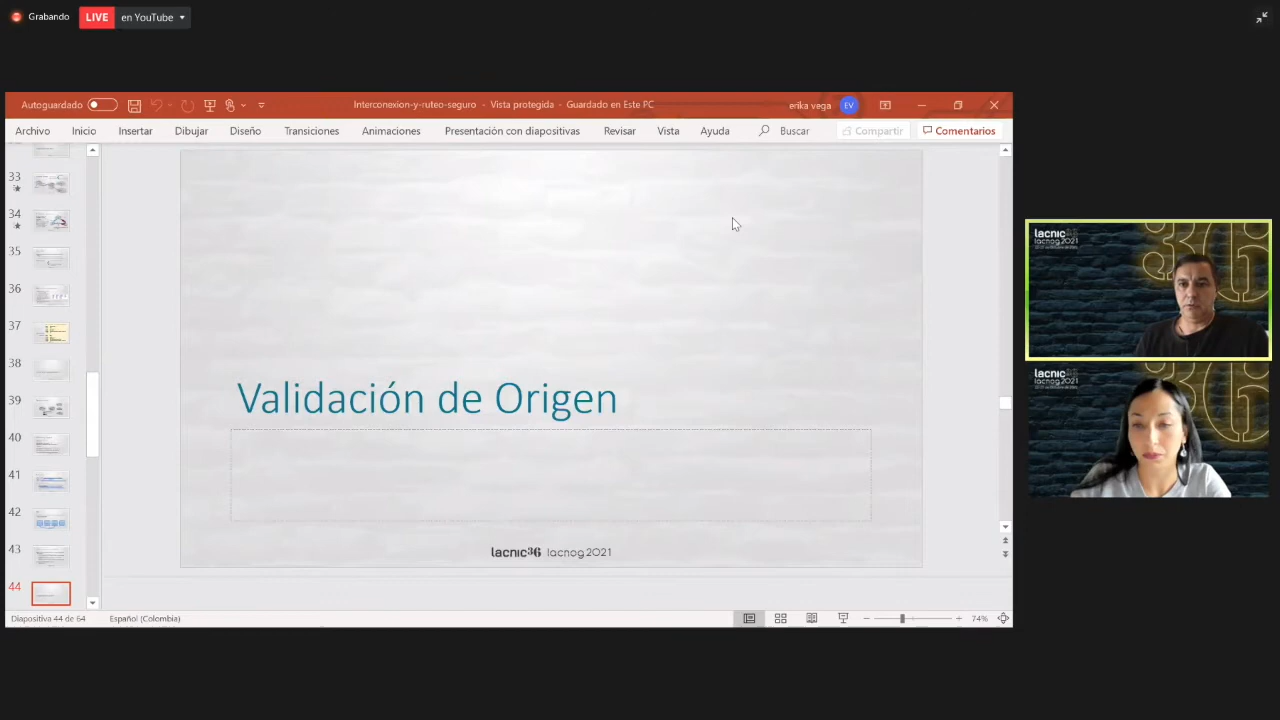 Grabando
LIVE en YouTube
Autoguardado
Interconexion-y-ruteo-seguro - Vista protegida - Guardado en Este PC
erika vega EV
Archivo Inicio Insertar Dibujar Diseño Transiciones Animaciones Presentación con diapositivas Revisar Vista Ayuda Buscar Compartir Comentarios
33
34
35
36
37
38
39
40
41
42
43
44
Validación de Origen
lacnic36 lacnog2021
lacnic36
lacnog2021
36
lacnic36
lacnog2021
36
Diapositiva 44 de 64 Español (Colombia)
74%